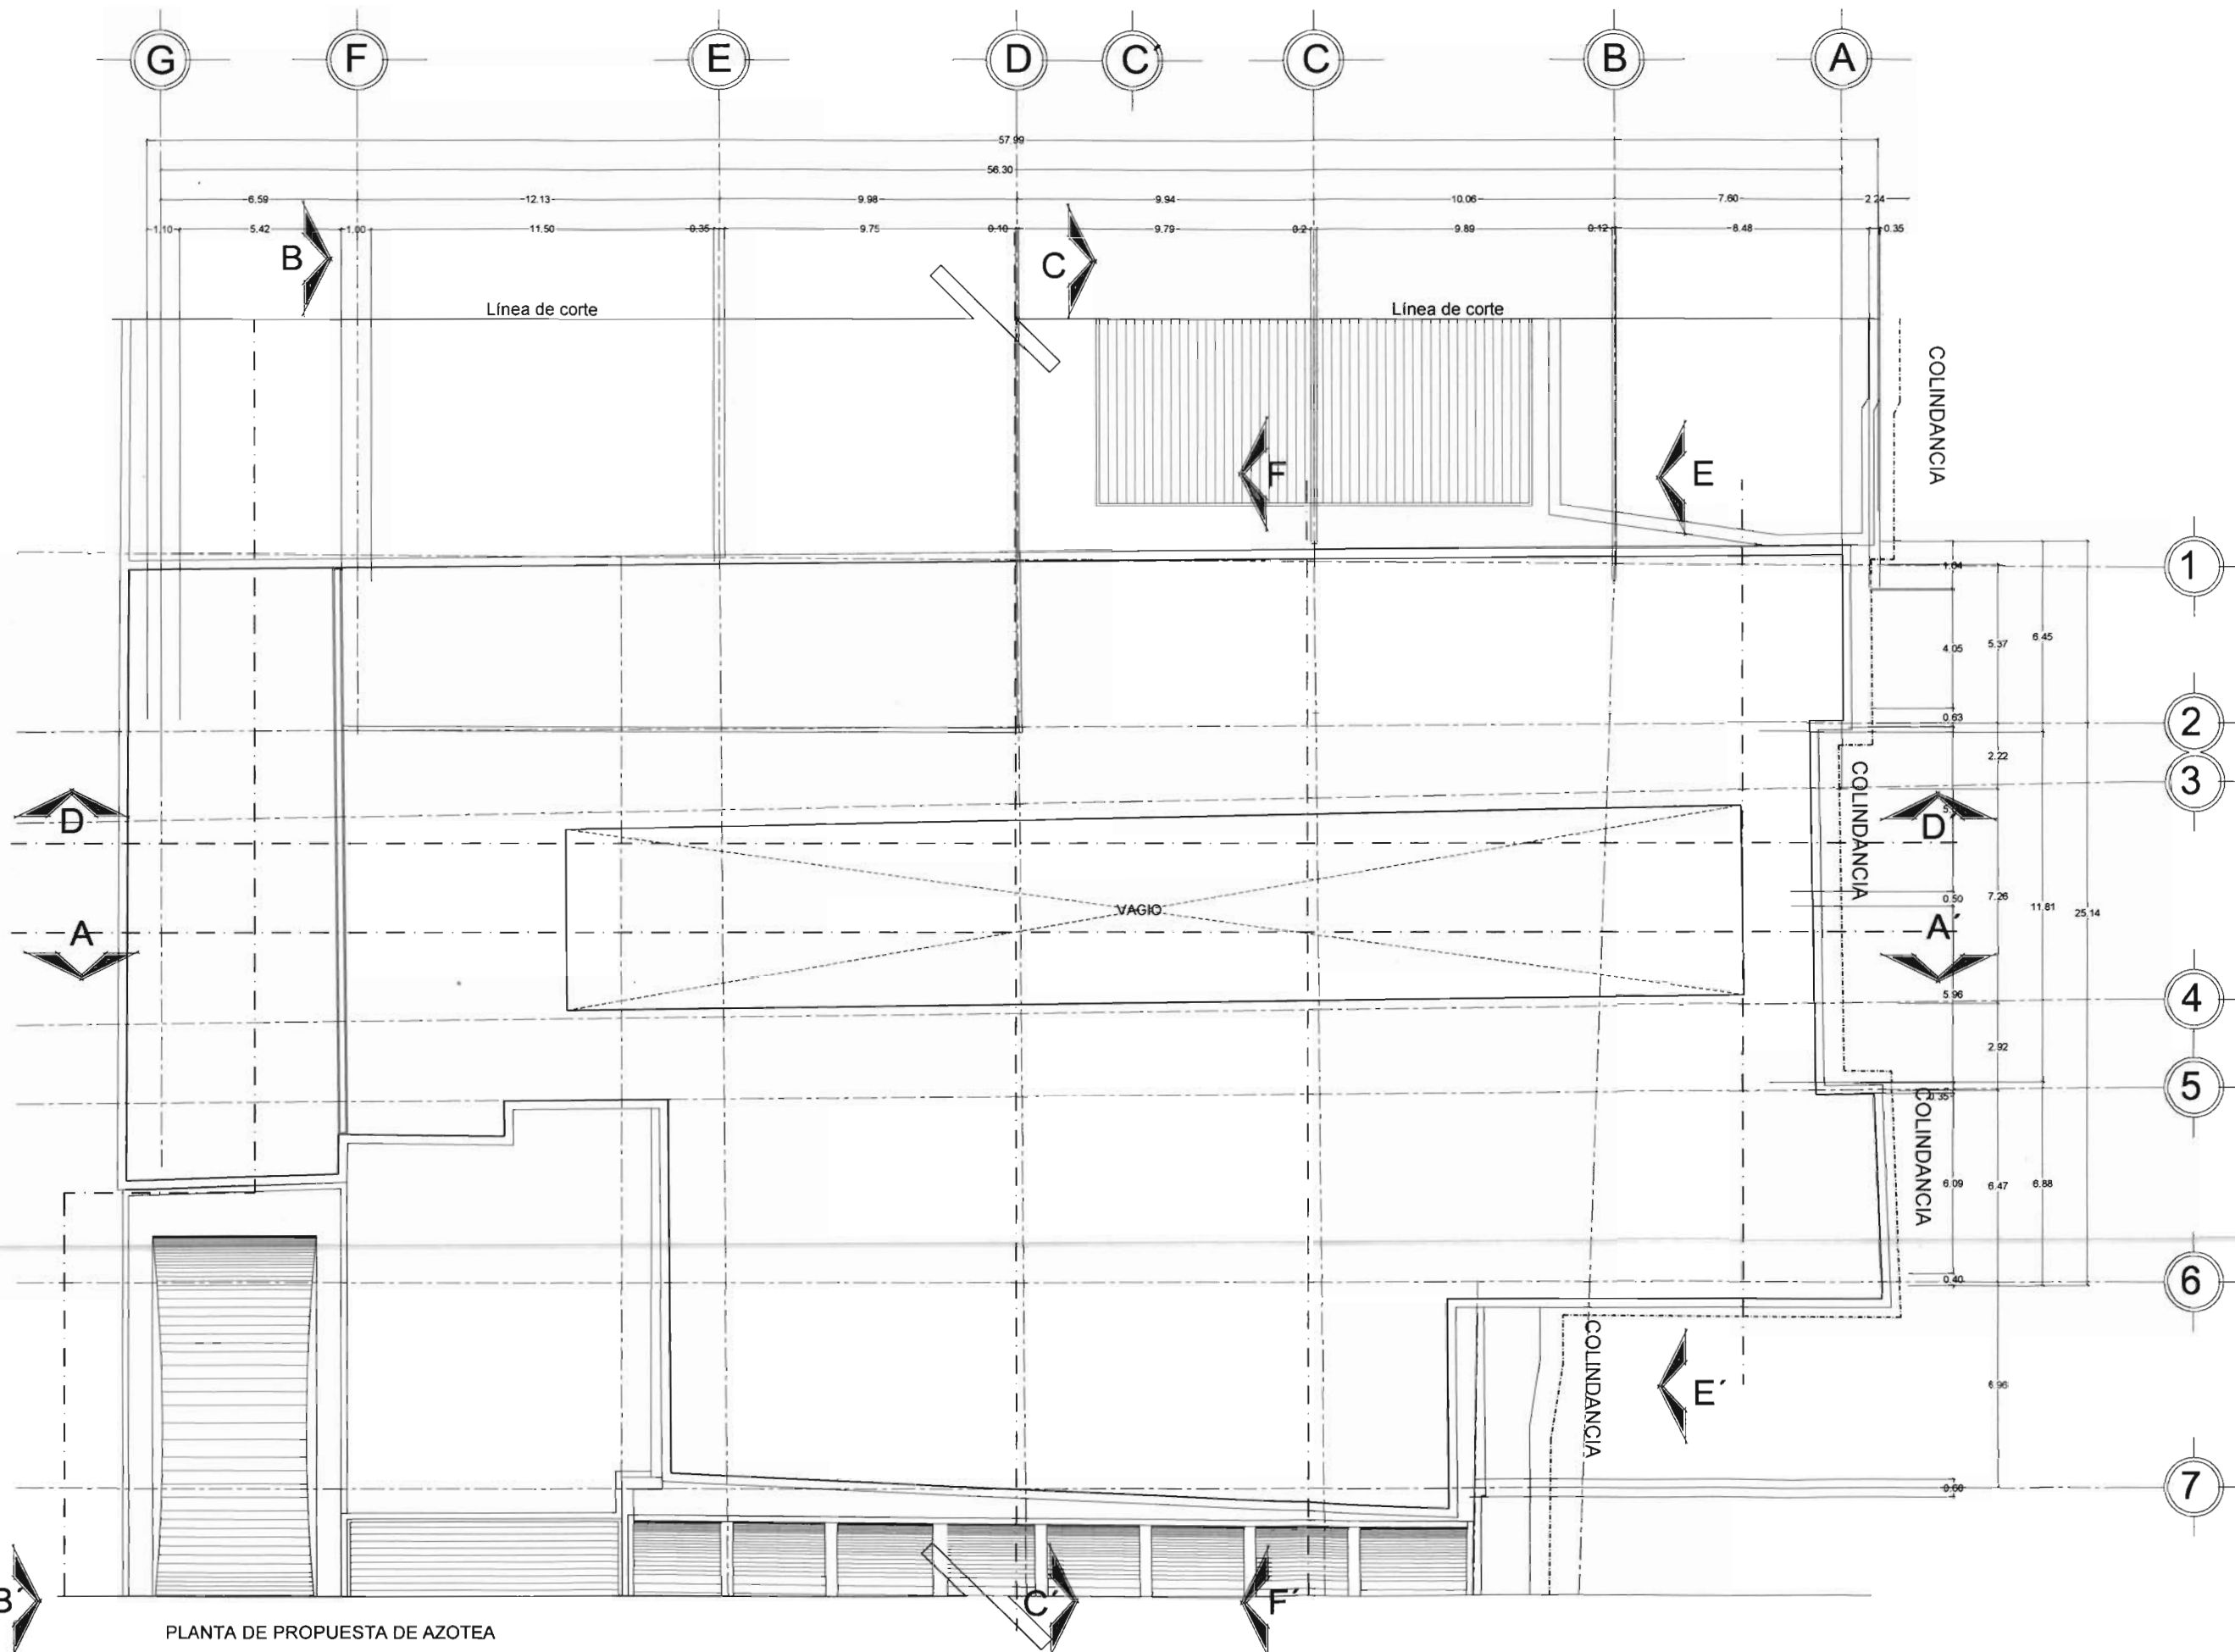 G F E D C´ C B A
57.99
56.30
6.59 12.13 9.98 9.94 10.06 7.60 2.24
1.10 5.42 1.00 11.50 0.35 9.75 0.10 9.79 0.2 9.89 0.12 8.48 0.35
B C
Línea de corte Línea de corte
COLINDANCIA
F E
1
1.04
4.05 5.37 6.45
0.63
2
2.22
3
COLINDANCIA
D D´
VACIO
0.50 7.26 11.81 25.14
A A´
5.96
4
2.92
5
0.35
COLINDANCIA
6.09 6.47 6.88
0.40
6
COLINDANCIA
E´
6.96
0.60
7
B´ C´ F´
PLANTA DE PROPUESTA DE AZOTEA